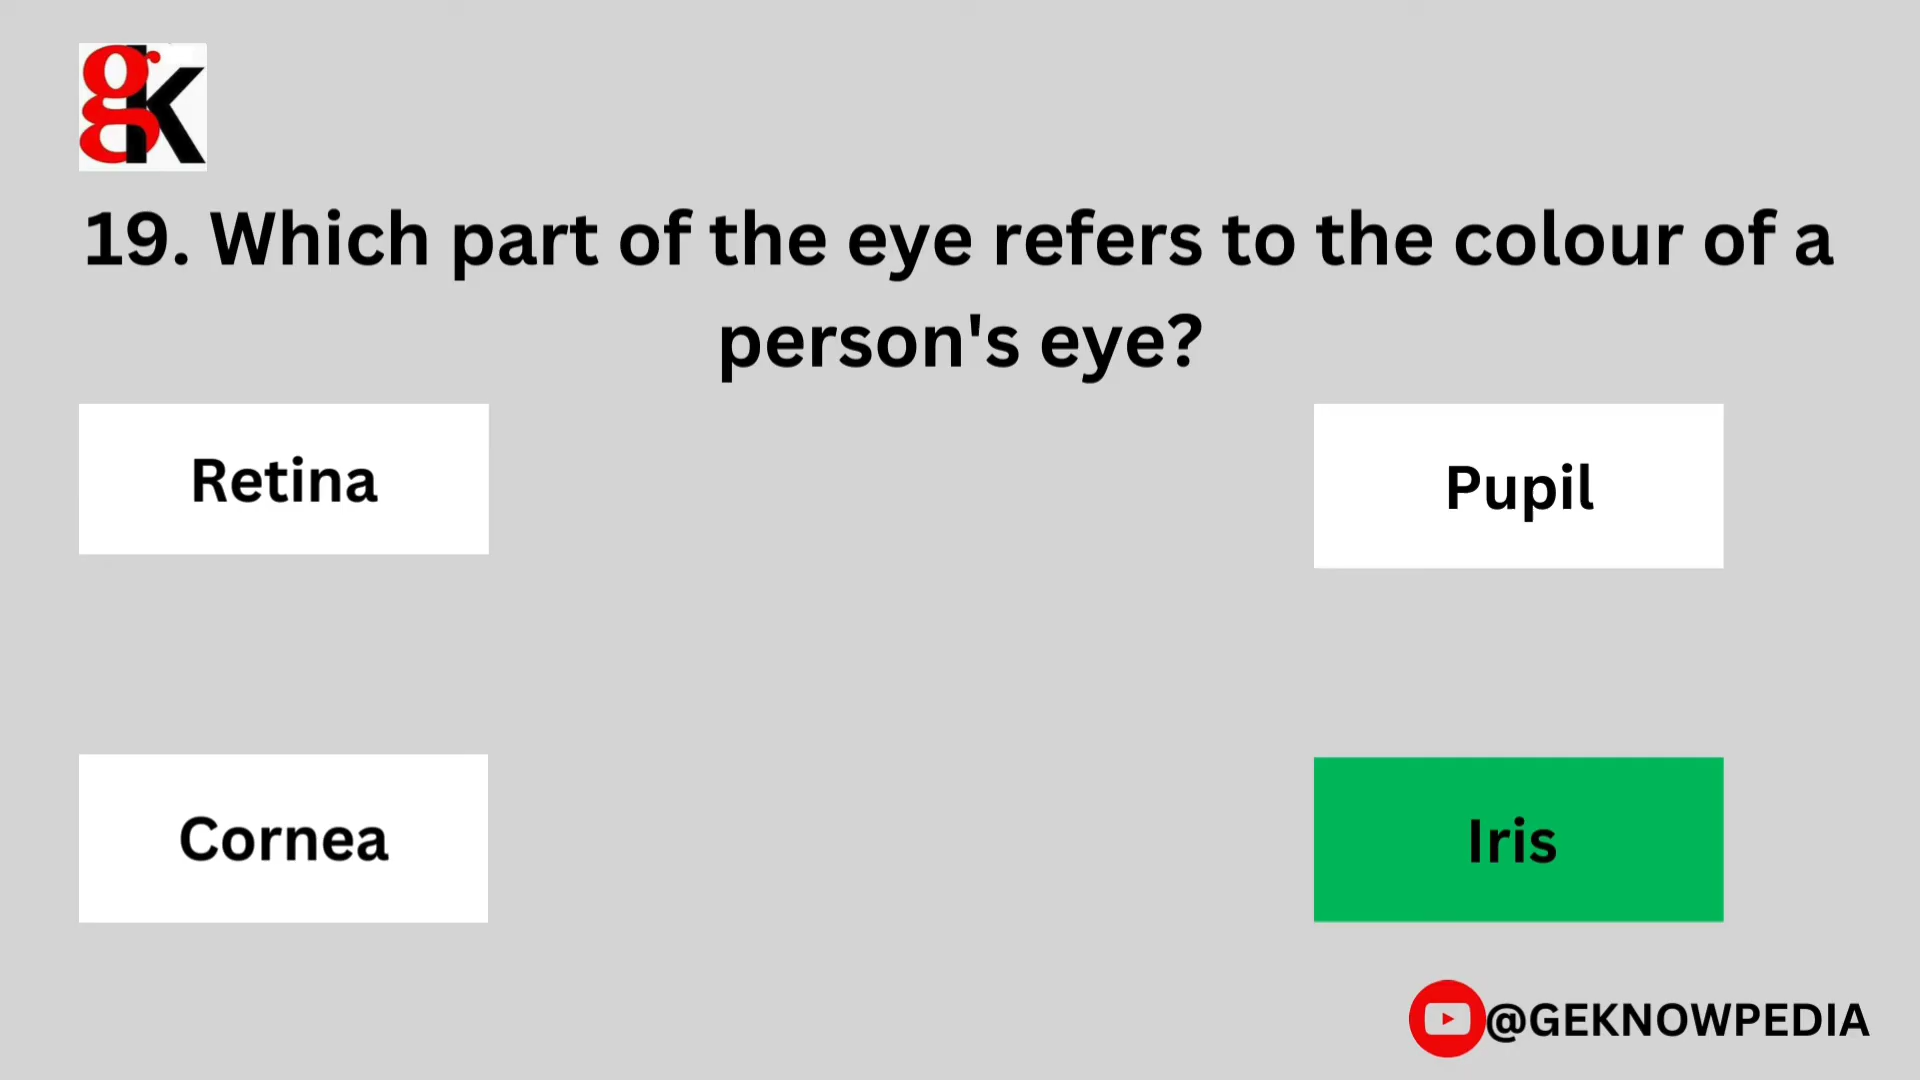 gk
19. Which part of the eye refers to the colour of a
person's eye?
Retina
Pupil
Cornea
Iris
@GEKNOWPEDIA